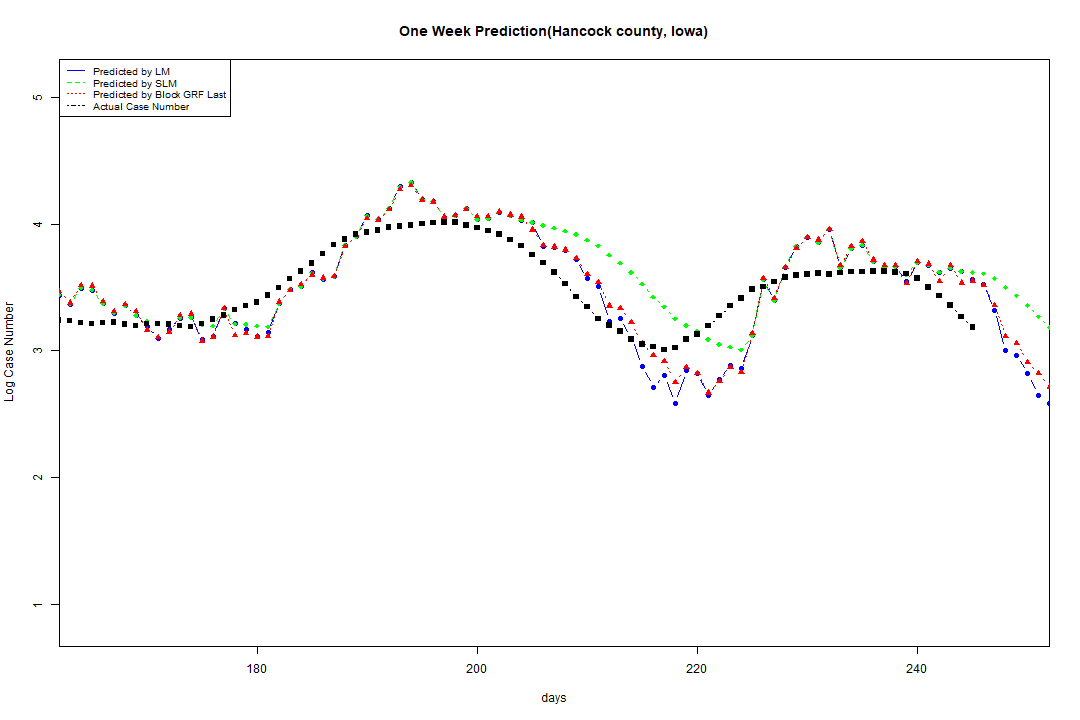 One Week Prediction(Hancock county, Iowa)
Predicted by LM
Predicted by SLM
Predicted by Block GRF Last
Actual Case Number
5
4
3
2
1
Log Case Number
180 200 220 240
days